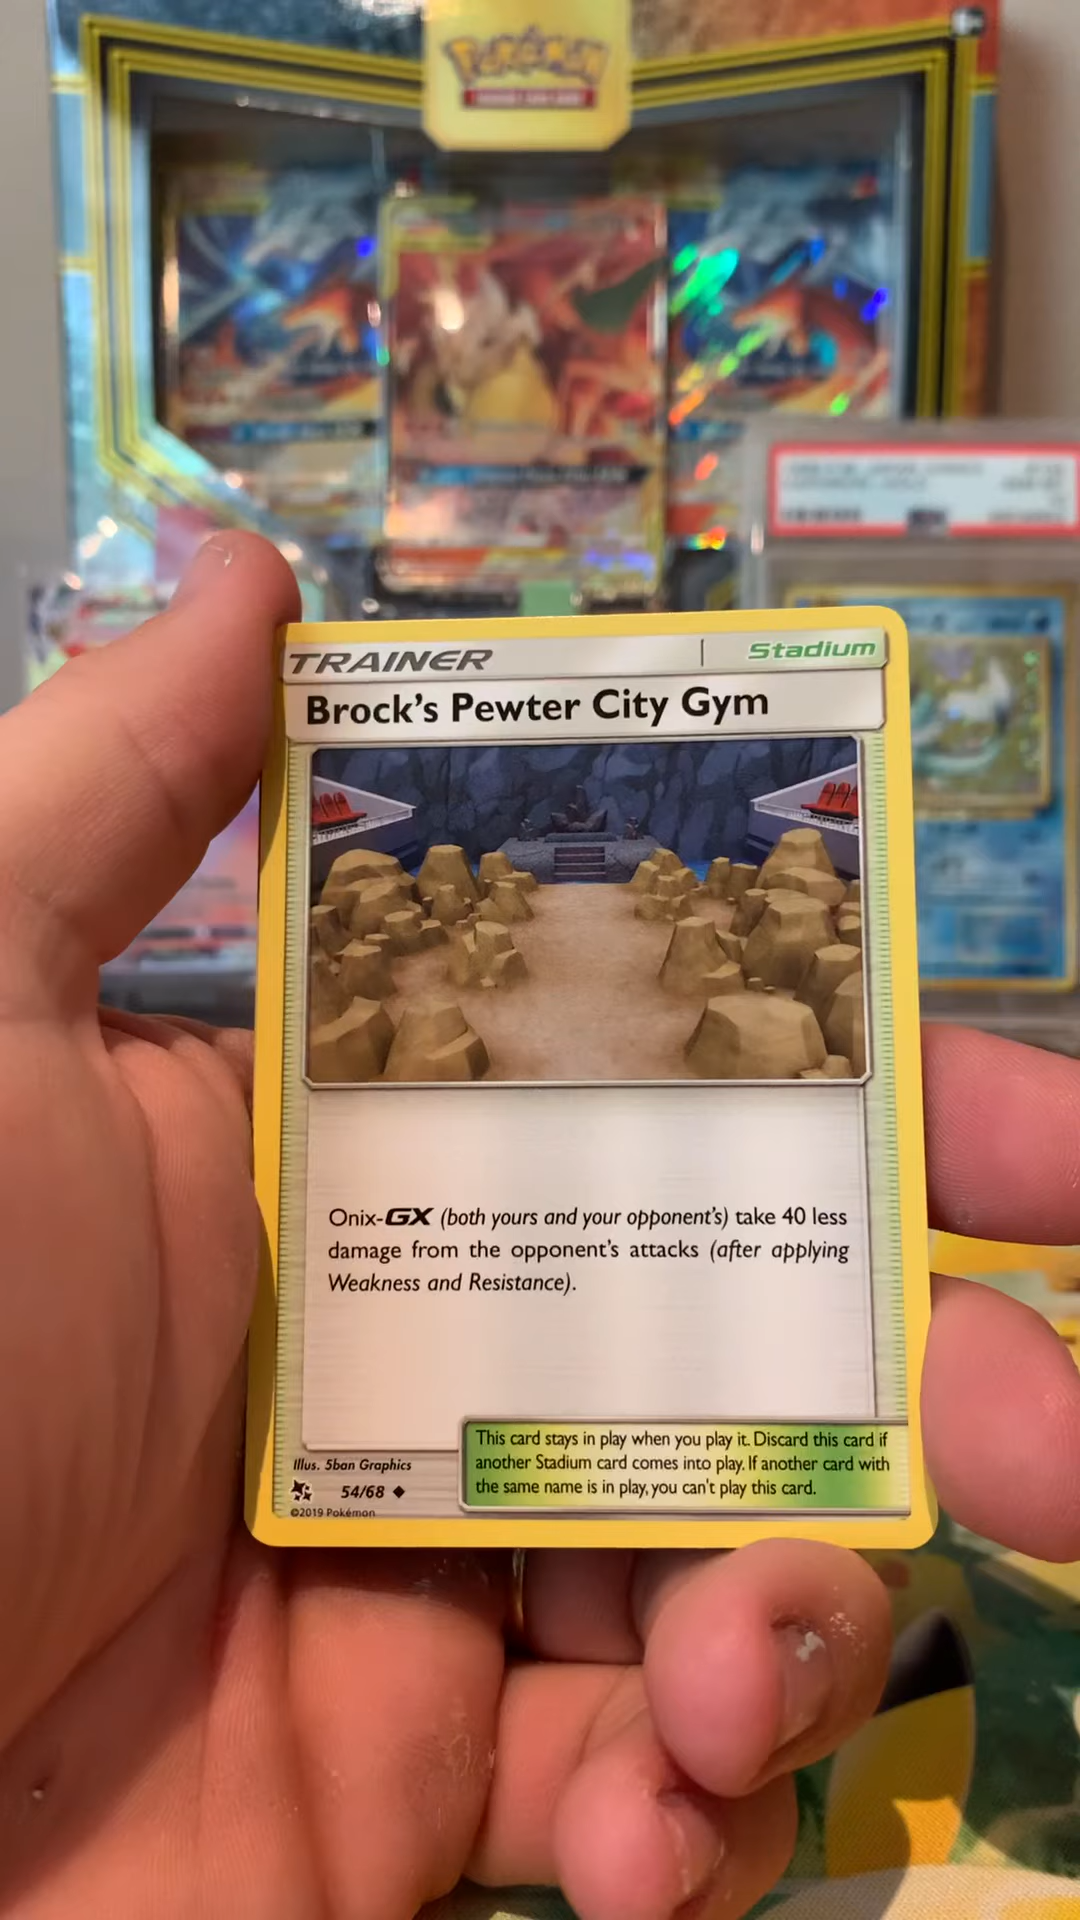 Pokémon
TRAINER
Stadium
Brock's Pewter City Gym
Onix-GX (both yours and your opponent's) take 40 less
damage from the opponent's attacks (after applying
Weakness and Resistance).
This card stays in play when you play it. Discard this card if
another Stadium card comes into play. If another card with
the same name is in play, you can't play this card.
Illus. 5ban Graphics
54/68
©2019 Pokémon